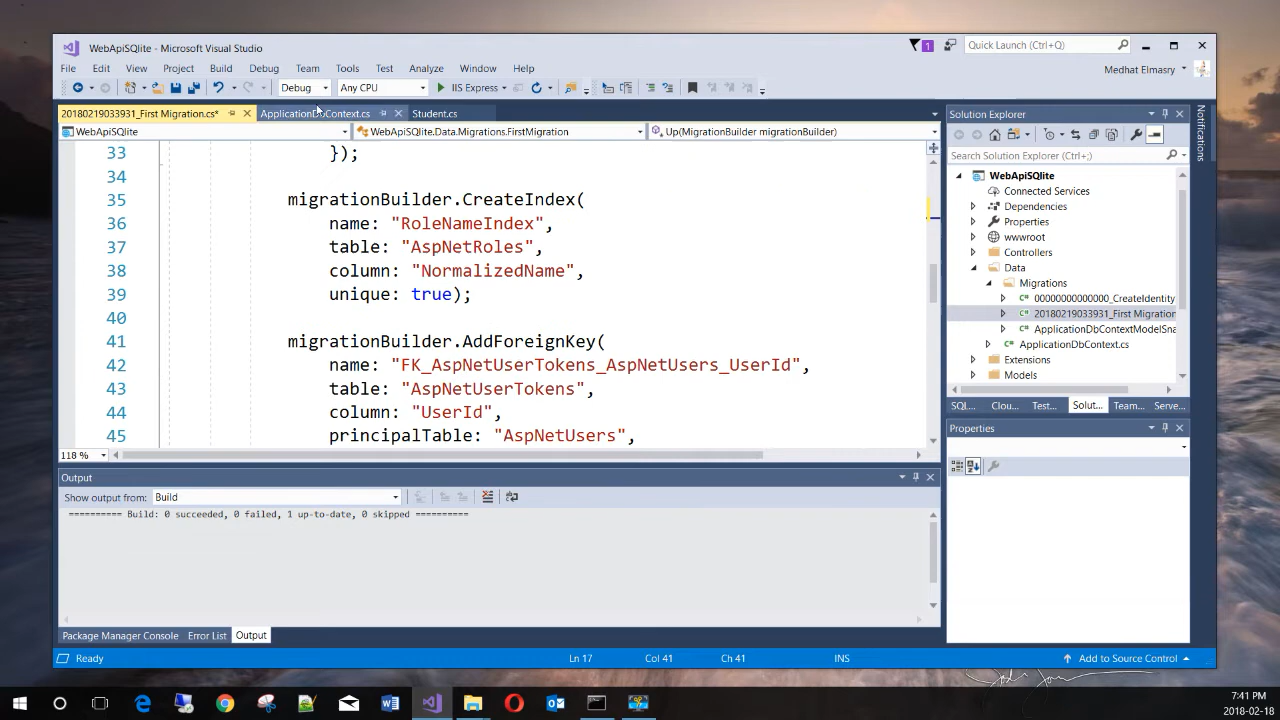 WebApiSQlite - Microsoft Visual Studio
1
Quick Launch (Ctrl+Q)
File Edit View Project Build Debug Team Tools Test Analyze Window Help
Medhat Elmasry
Debug Any CPU IIS Express
20180219033931_First Migration.cs* ApplicationDbContext.cs Student.cs
WebApiSQlite WebApiSQlite.Data.Migrations.FirstMigration Up(MigrationBuilder migrationBuilder)
33 });
34
35 migrationBuilder.CreateIndex(
36 name: "RoleNameIndex",
37 table: "AspNetRoles",
38 column: "NormalizedName",
39 unique: true);
40
41 migrationBuilder.AddForeignKey(
42 name: "FK_AspNetUserTokens_AspNetUsers_UserId",
43 table: "AspNetUserTokens",
44 column: "UserId",
45 principalTable: "AspNetUsers",
118 %
Output
Show output from: Build
========== Build: 0 succeeded, 0 failed, 1 up-to-date, 0 skipped ==========
Package Manager Console Error List Output
Solution Explorer
Search Solution Explorer (Ctrl+;)
WebApiSQlite
Connected Services
Dependencies
Properties
wwwroot
Controllers
Data
Migrations
C# 00000000000000_CreateIdentity
C# 20180219033931_First Migration
C# ApplicationDbContextModelSna
C# ApplicationDbContext.cs
Extensions
Models
SQL... Clou... Test... Solut... Team... Serve...
Properties
Notifications
Ready Ln 17 Col 41 Ch 41 INS Add to Source Control
7:41 PM
2018-02-18